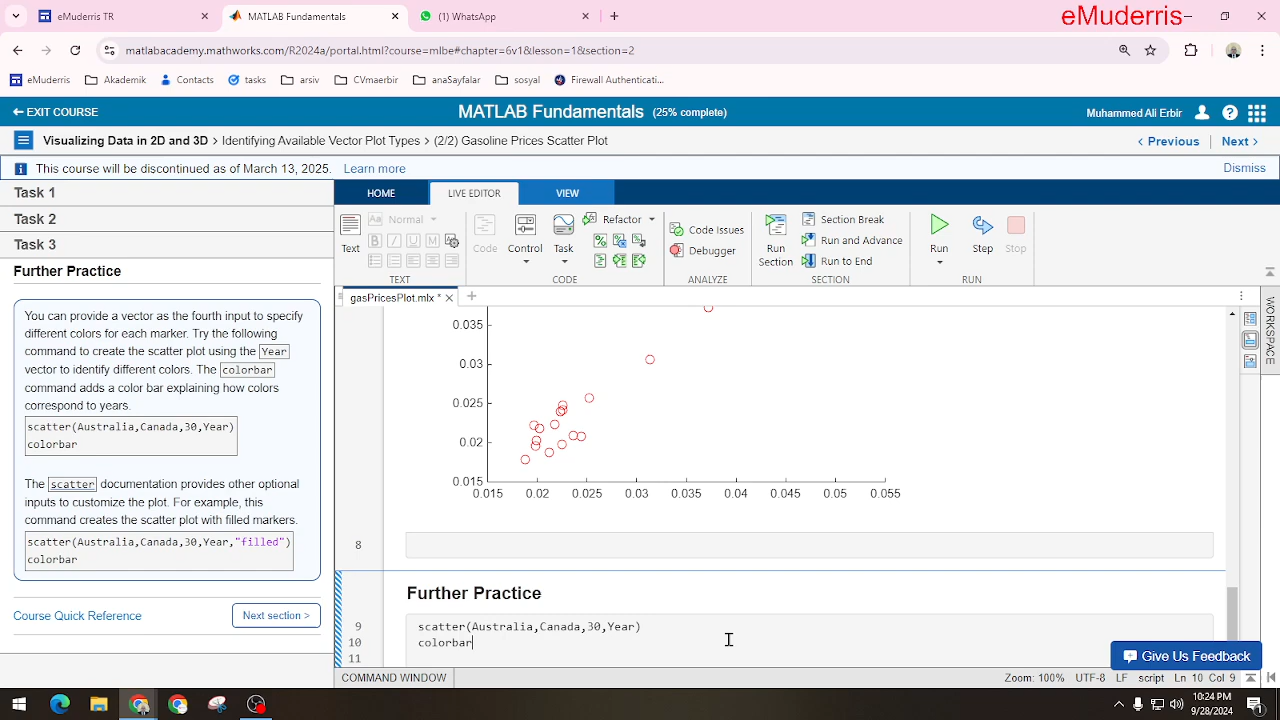 eMuderris TR
MATLAB Fundamentals
(1) WhatsApp
eMuderris
matlabacademy.mathworks.com/R2024a/portal.html?course=mlbe#chapter=6v1&lesson=1&section=2
eMuderris
Akademik
Contacts
tasks
arsiv
CVmaerbir
anaSayfalar
sosyal
Firewall Authenticati...
EXIT COURSE
MATLAB Fundamentals (25% complete)
Muhammed Ali Erbir
Visualizing Data in 2D and 3D > Identifying Available Vector Plot Types > (2/2) Gasoline Prices Scatter Plot
< Previous | Next >
This course will be discontinued as of March 13, 2025. Learn more
Dismiss
Task 1
Task 2
Task 3
Further Practice
You can provide a vector as the fourth input to specify
different colors for each marker. Try the following
command to create the scatter plot using the Year
vector to identify different colors. The colorbar
command adds a color bar explaining how colors
correspond to years.
scatter(Australia,Canada,30,Year)
colorbar
The scatter documentation provides other optional
inputs to customize the plot. For example, this
command creates the scatter plot with filled markers.
scatter(Australia,Canada,30,Year,"filled")
colorbar
Course Quick Reference
Next section >
HOME
LIVE EDITOR
VIEW
Text
Aa Normal
B I U M
TEXT
Code
Control
Task
Refactor
CODE
Code Issues
Debugger
ANALYZE
Run
Section
Section Break
Run and Advance
Run to End
SECTION
Run
Step
Stop
RUN
gasPricesPlot.mlx *
WORKSPACE
0.035
0.03
0.025
0.02
0.015
0.015 0.02 0.025 0.03 0.035 0.04 0.045 0.05 0.055
8
Further Practice
9 scatter(Australia,Canada,30,Year)
10 colorbar
11
Give Us Feedback
COMMAND WINDOW
Zoom: 100% UTF-8 LF script Ln 10 Col 9
10:24 PM
9/28/2024